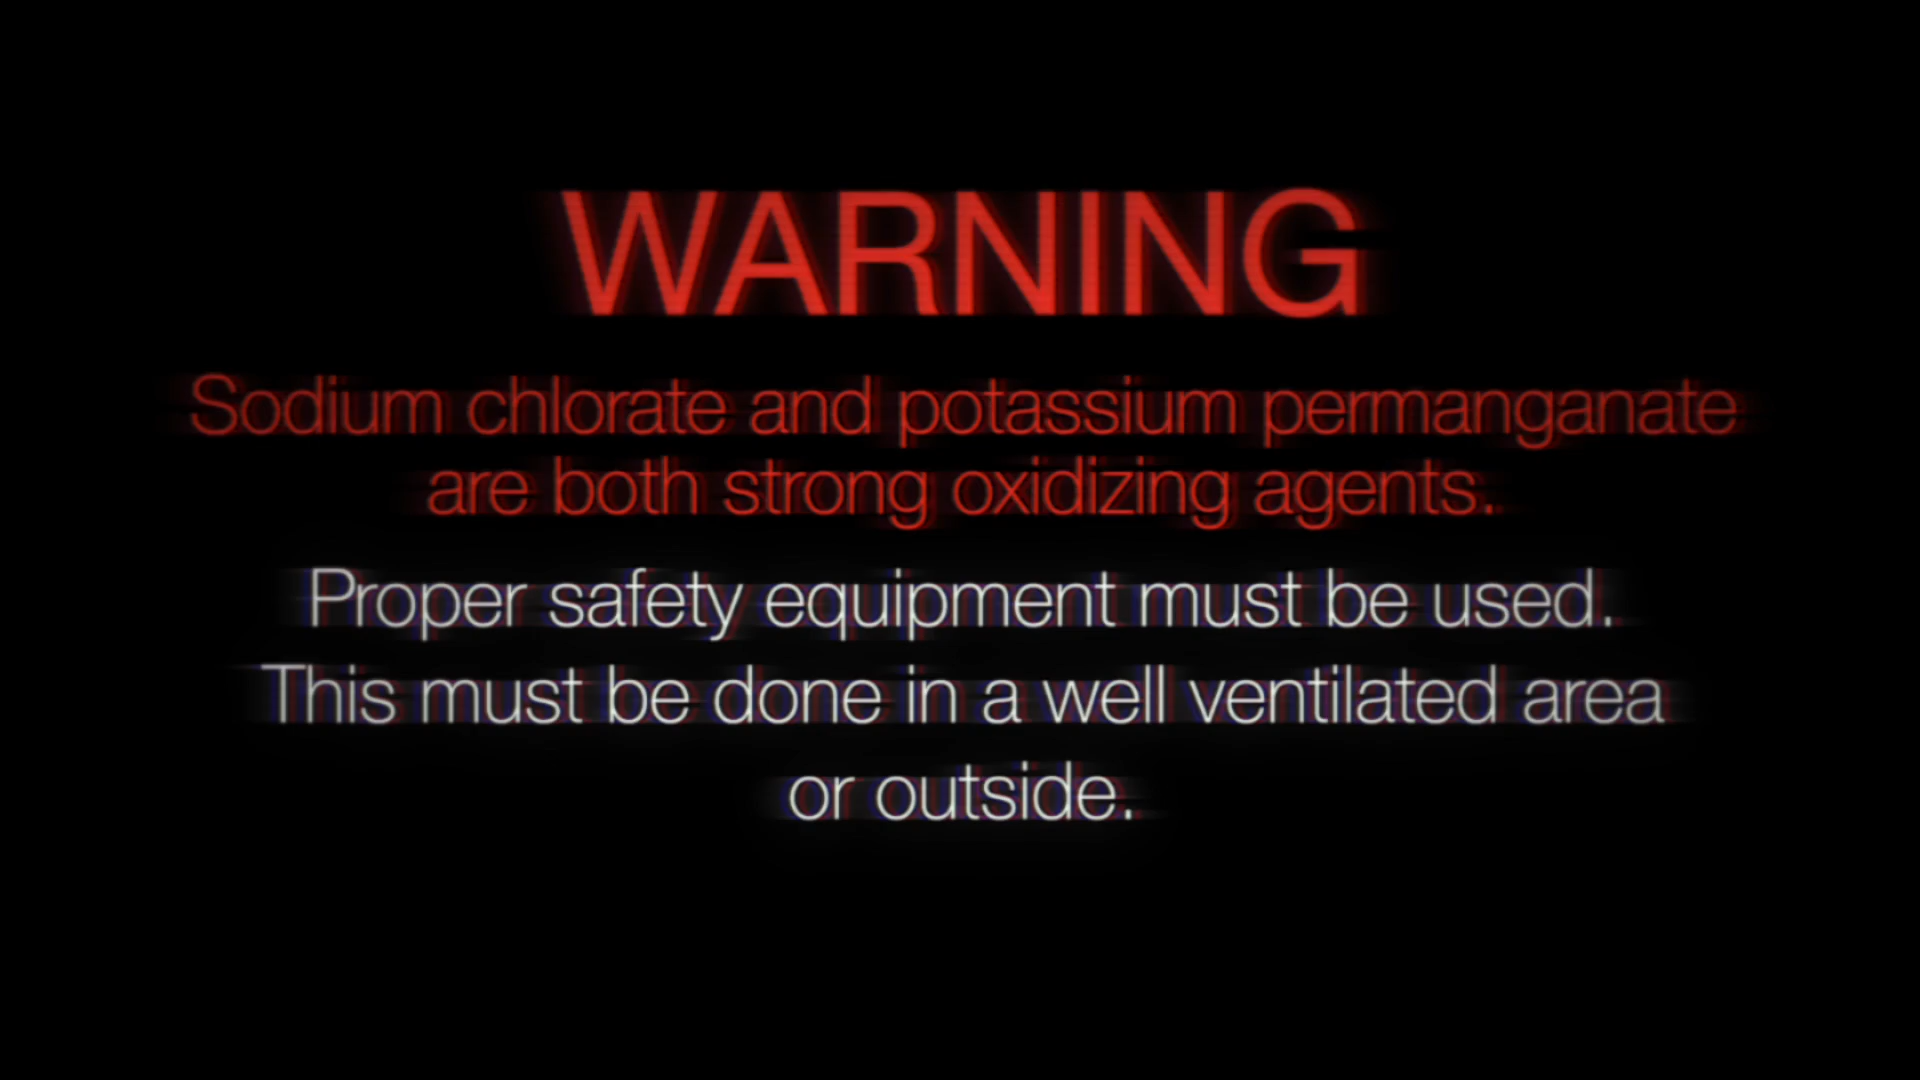 WARNING
Sodium chlorate and potassium permanganate
are both strong oxidizing agents.
Proper safety equipment must be used.
This must be done in a well ventilated area
or outside.